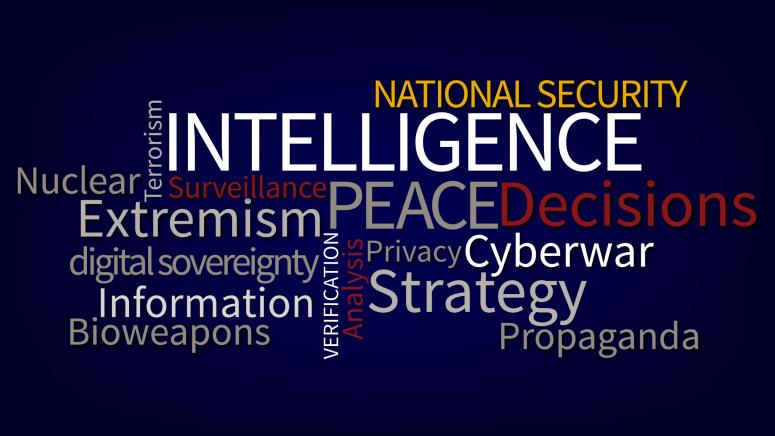 NATIONAL SECURITY
Terrorism
INTELLIGENCE
Nuclear
Surveillance
PEACE
Decisions
Extremism
VERIFICATION
Analysis
Privacy
Cyberwar
digital sovereignty
Strategy
Information
Bioweapons
Propaganda